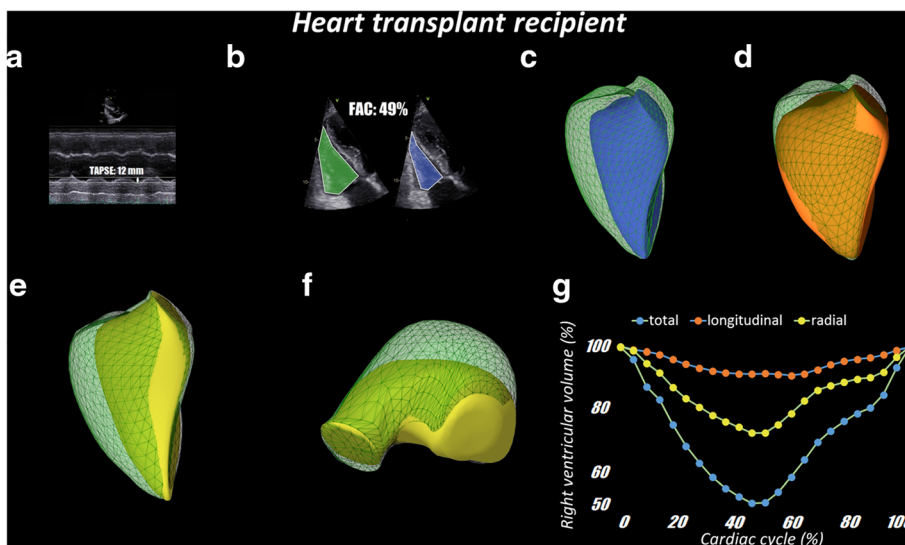 Heart transplant recipient
a
b
c
d
TAPSE: 12 mm
FAC: 49%
e
f
g
total longitudinal radial
Right ventricular volume (%)
100
80
60
50
0 20 40 60 80 100
Cardiac cycle (%)